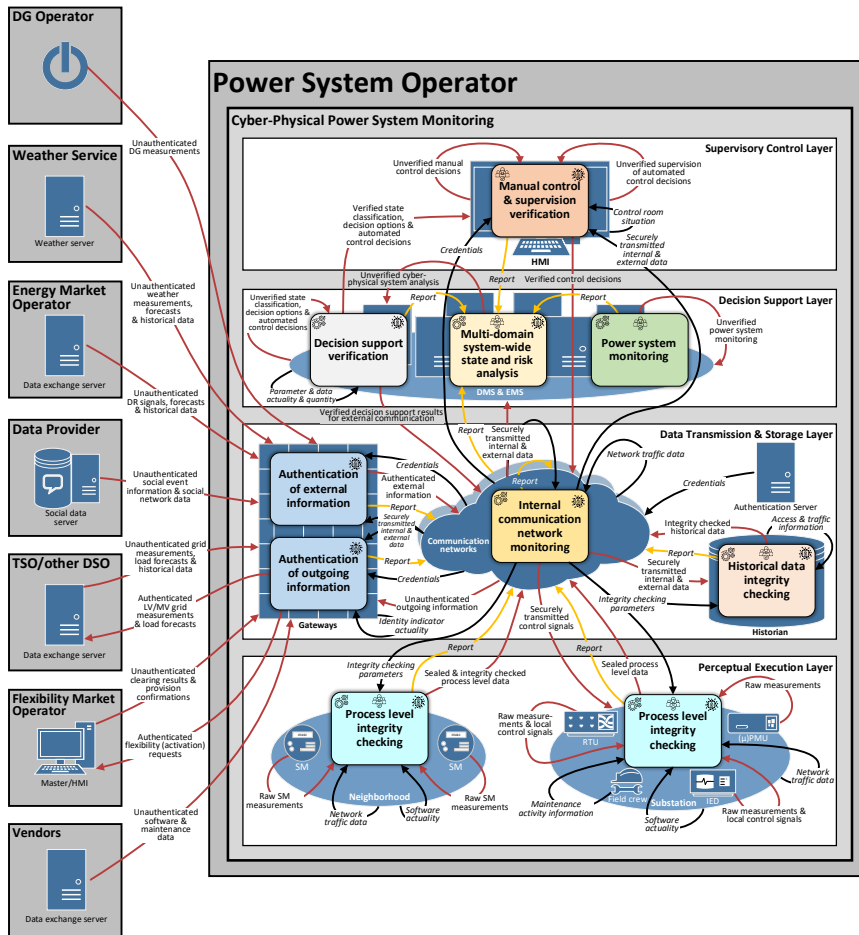 DG Operator
Weather Service
Weather server
Energy Market
Operator
Data exchange server
Data Provider
Social data
server
TSO/other DSO
Data exchange server
Flexibility Market
Operator
Master/HMI
Vendors
Data exchange server
Unauthenticated
DG measurements
Unauthenticated
weather
measurements,
forecasts
& historical data
Unauthenticated
DR signals, forecasts
& historical data
Unauthenticated
social event
information & social
network data
Unauthenticated grid
measurements,
load forecasts &
historical data
Authenticated
LV/MV grid
measurements
& load forecasts
Unauthenticated
clearing results &
provision
confirmations
Authenticated
flexibility (activation)
requests
Unauthenticated
software &
maintenance
data
Power System Operator
Cyber-Physical Power System Monitoring
Supervisory Control Layer
Unverified manual
control decisions
Unverified supervision
of automated control
decisions
Manual control
& supervision
verification
HMI
Verified state
classification,
decision options &
automated
control decisions
Credentials
Control room
situation
Securely
transmitted
internal &
external data
Report
Verified control decisions
Unverified cyber-
physical system analysis
Decision Support Layer
Unverified state
classification,
decision options &
automated
control decisions
Report
Report
Decision support
verification
Multi-domain
system-wide
state and risk
analysis
Power system
monitoring
Unverified
power system
monitoring
Parameter & data
actuality & quantity
DMS & EMS
Verified decision support results
for external communication
Data Transmission & Storage Layer
Report
Securely
transmitted
internal &
external data
Network traffic data
Credentials
Authentication Server
Authentication
of external
information
Credentials
Authenticated
external
information
Report
Securely
transmitted
internal &
external
data
Report
Communication
networks
Internal
communication
network
monitoring
Report
Integrity checked
historical data
Access & traffic
information
Report
Historical data
integrity
checking
Historian
Securely
transmitted
internal &
external data
Authentication
of outgoing
information
Credentials
Gateways
Unauthenticated
outgoing information
Identity indicator
actuality
Securely
transmitted
control signals
Integrity checking
parameters
Perceptual Execution Layer
Integrity checking
parameters
Report
Sealed & integrity checked
process level data
Report
Sealed process
level data
Raw measurements
Process level
integrity
checking
SM
SM
Raw SM
measurements
Neighborhood
Raw SM
measurements
Network
traffic data
Software
actuality
Raw measure-
ments & local
control signals
RTU
Process level
integrity
checking
(μ)PMU
Network
traffic data
Maintenance
activity information
Field crew
Substation
IED
Software
actuality
Raw measurements &
local control signals